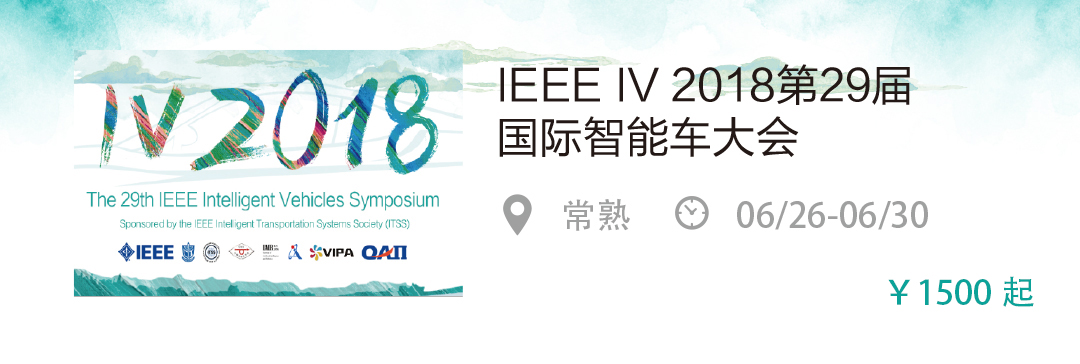 IV 2018
The 29th IEEE Intelligent Vehicles Symposium
Sponsored by the IEEE Intelligent Transportation Systems Society (ITSS)
IEEE VIPA
IEEE IV 2018第29届
国际智能车大会
常熟 06/26-06/30
￥1500 起